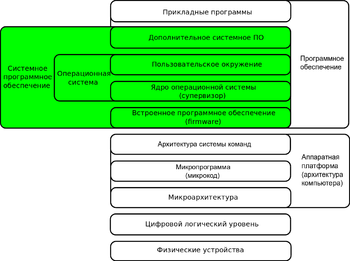 Прикладные программы
Дополнительное системное ПО
Системное
программное
обеспечение
Операционная
система
Пользовательское окружение
Ядро операционной системы
(супервизор)
Встроенное программное обеспечение
(firmware)
Программное
обеспечение
Архитектура системы команд
Микропрограмма
(микрокод)
Микроархитектура
Аппаратная
платформа
(архитектура
компьютера)
Цифровой логический уровень
Физические устройства